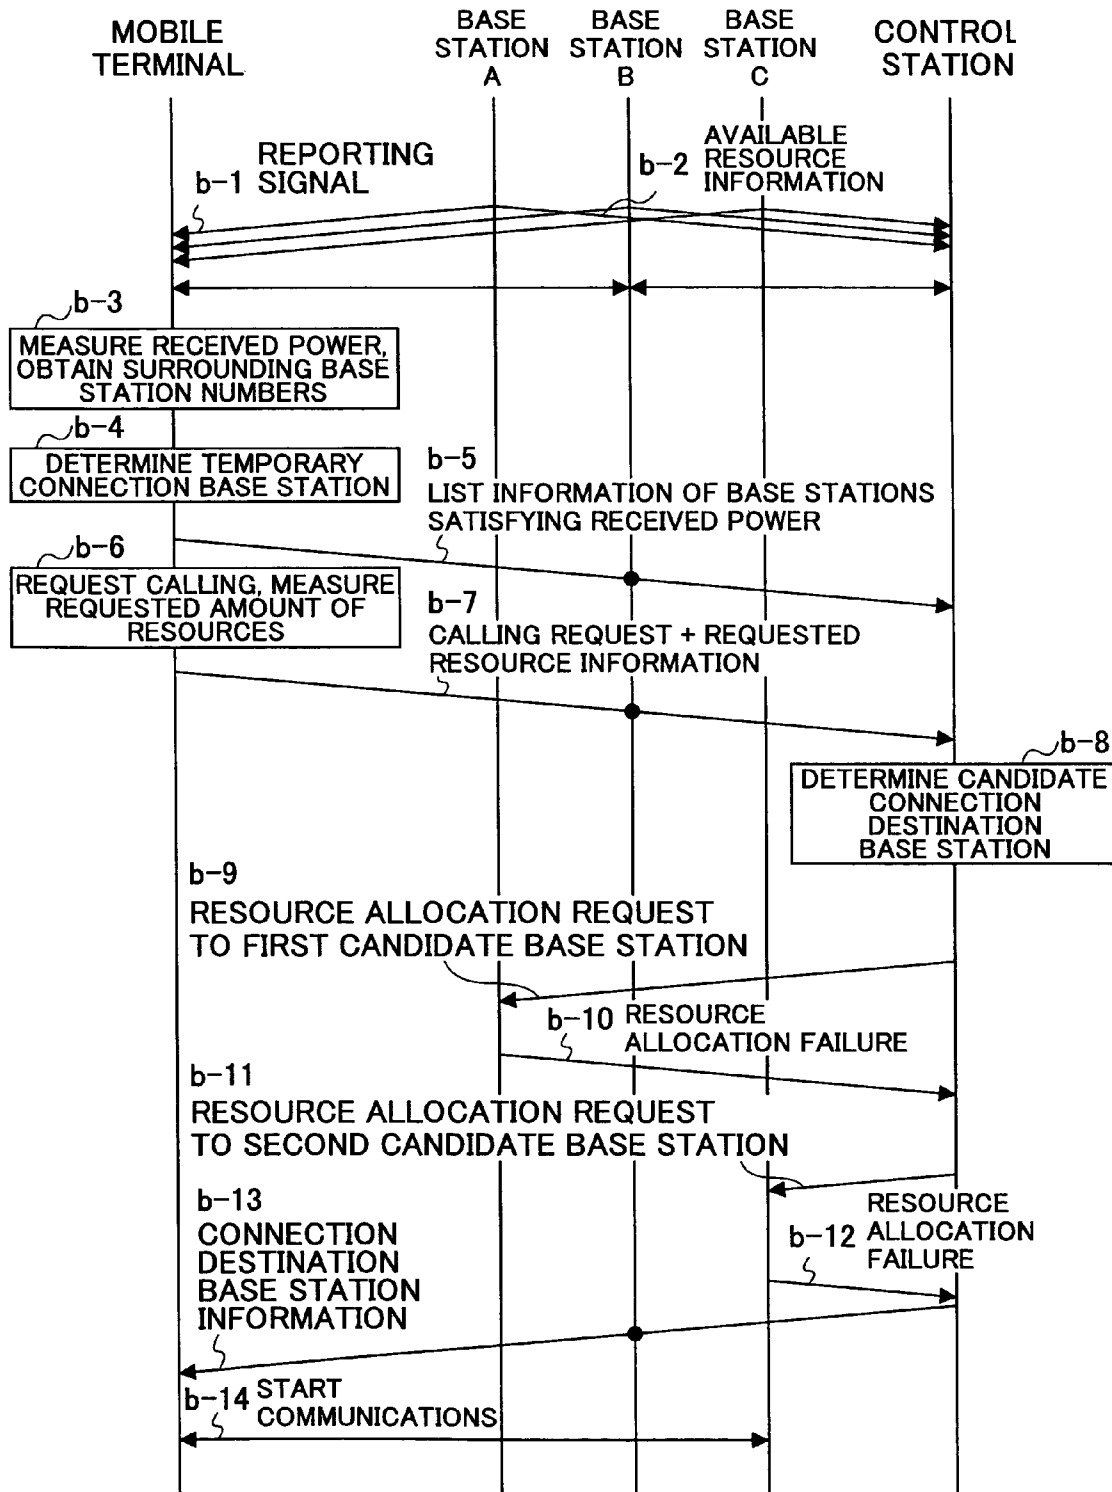 MOBILE
TERMINAL
BASE
STATION
A
BASE
STATION
B
BASE
STATION
C
CONTROL
STATION
b-1
REPORTING
SIGNAL
b-2
AVAILABLE
RESOURCE
INFORMATION
b-3
MEASURE RECEIVED POWER,
OBTAIN SURROUNDING BASE
STATION NUMBERS
b-4
DETERMINE TEMPORARY
CONNECTION BASE STATION
b-5
LIST INFORMATION OF BASE STATIONS
SATISFYING RECEIVED POWER
b-6
REQUEST CALLING, MEASURE
REQUESTED AMOUNT OF
RESOURCES
b-7
CALLING REQUEST + REQUESTED
RESOURCE INFORMATION
b-8
DETERMINE CANDIDATE
CONNECTION
DESTINATION
BASE STATION
b-9
RESOURCE ALLOCATION REQUEST
TO FIRST CANDIDATE BASE STATION
b-10
RESOURCE
ALLOCATION FAILURE
b-11
RESOURCE ALLOCATION REQUEST
TO SECOND CANDIDATE BASE STATION
b-12
RESOURCE
ALLOCATION
FAILURE
b-13
CONNECTION
DESTINATION
BASE STATION
INFORMATION
b-14
START
COMMUNICATIONS